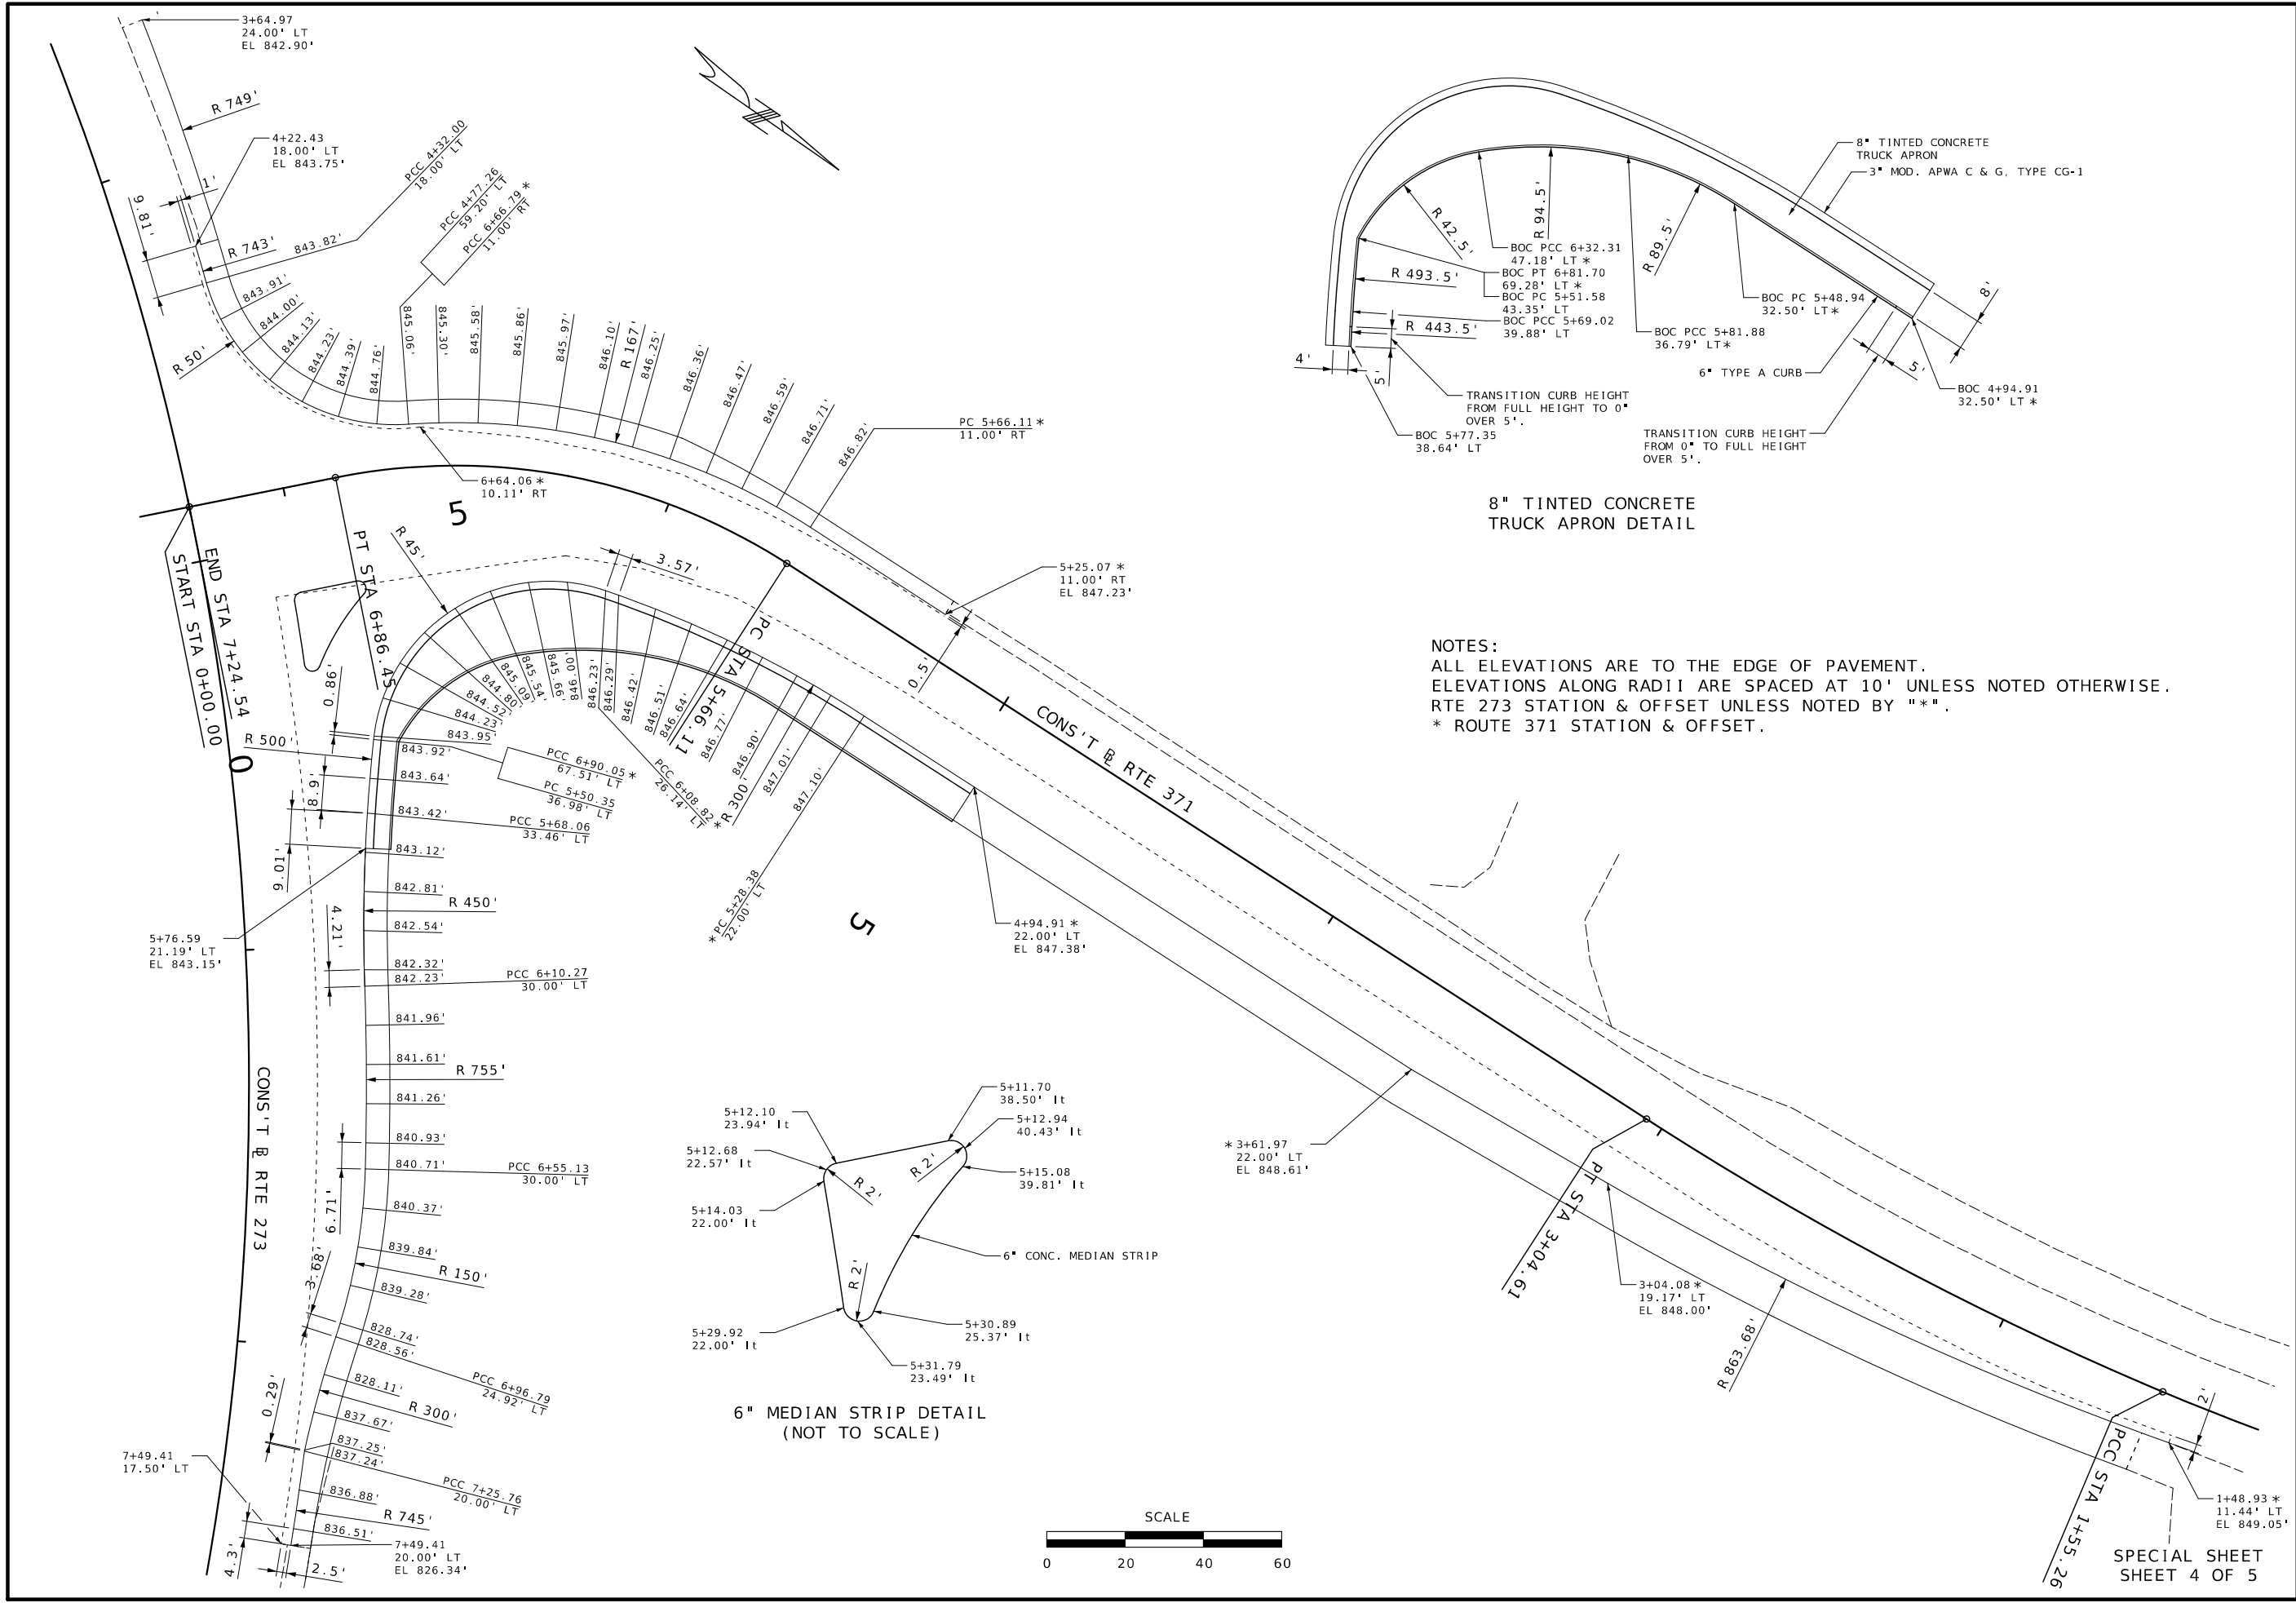 3+64.97
24.00' LT
EL 842.90'
R 749'
4+22.43
18.00' LT
EL 843.75'
PCC 4+32.00
18.00' LT
PCC 4+77.26
59.20' LT
PCC 6+66.79 *
11.00' RT
1'
9.81'
R 743'
843.82'
843.91'
844.00'
844.13'
844.23'
844.39'
844.76'
R 50'
845.06'
845.30'
845.58'
845.86'
845.97'
846.10'
R 167'
846.25'
846.36'
846.47'
846.59'
846.71'
846.82'
PC 5+66.11 *
11.00' RT
6+64.06 *
10.11' RT
5+25.07 *
11.00' RT
EL 847.23'
0.5
8" TINTED CONCRETE
TRUCK APRON
3" MOD. APWA C & G, TYPE CG-1
R 42.5'
R 94.5'
R 89.5'
BOC PCC 6+32.31
47.18' LT *
BOC PT 6+81.70
69.28' LT *
BOC PC 5+51.58
43.35' LT
BOC PCC 5+69.02
39.88' LT
R 493.5'
R 443.5'
BOC PC 5+48.94
32.50' LT*
BOC PCC 5+81.88
36.79' LT*
6" TYPE A CURB
8'
5'
4'
5'
BOC 4+94.91
32.50' LT *
TRANSITION CURB HEIGHT
FROM FULL HEIGHT TO 0"
OVER 5'.
BOC 5+77.35
38.64' LT
TRANSITION CURB HEIGHT
FROM 0" TO FULL HEIGHT
OVER 5'.
8" TINTED CONCRETE
TRUCK APRON DETAIL
NOTES:
ALL ELEVATIONS ARE TO THE EDGE OF PAVEMENT.
ELEVATIONS ALONG RADII ARE SPACED AT 10' UNLESS NOTED OTHERWISE.
RTE 273 STATION & OFFSET UNLESS NOTED BY "*".
* ROUTE 371 STATION & OFFSET.
5
R 45'
3.57'
END STA 7+24.54
START STA 0+00.00
PT STA 6+86.45
PC STA 5+66.11
CONS'T B RTE 371
0
0.86'
R 500'
8.9'
9.01'
844.23'
844.52'
844.80'
845.09'
845.54'
845.66'
846.00'
846.23'
846.29'
846.42'
846.51'
846.64'
846.77'
846.90'
R 300'
847.01'
847.10'
843.95'
843.92'
843.64'
843.42'
843.12'
PCC 6+90.05 *
67.51' LT
PC 5+50.35
36.98' LT
PCC 6+08.82 *
26.14' LT
PCC 5+68.06
33.46' LT
* PC 5+28.38
22.00' LT
5
4+94.91 *
22.00' LT
EL 847.38'
842.81'
R 450'
842.54'
4.21'
842.32'
842.23'
PCC 6+10.27
30.00' LT
5+76.59
21.19' LT
EL 843.15'
841.96'
841.61'
R 755'
841.26'
840.93'
840.71'
PCC 6+55.13
30.00' LT
6.71'
840.37'
839.84'
R 150'
839.28'
3.68'
828.74'
828.56'
PCC 6+96.79
24.92' LT
828.11'
R 300'
837.67'
0.29'
837.25'
837.24'
PCC 7+25.76
20.00' LT
836.88'
R 745'
836.51'
7+49.41
17.50' LT
7+49.41
20.00' LT
EL 826.34'
4.3'
2.5'
CONS'T B RTE 273
5+11.70
38.50' lt
5+12.10
23.94' lt
5+12.94
40.43' lt
5+12.68
22.57' lt
R 2'
R 2'
5+15.08
39.81' lt
5+14.03
22.00' lt
6" CONC. MEDIAN STRIP
R 2'
5+29.92
22.00' lt
5+30.89
25.37' lt
5+31.79
23.49' lt
6" MEDIAN STRIP DETAIL
(NOT TO SCALE)
* 3+61.97
22.00' LT
EL 848.61'
PT STA 3+04.61
3+04.08 *
19.17' LT
EL 848.00'
R 863.68'
2'
PCC STA 1+55.26
1+48.93 *
11.44' LT
EL 849.05'
SCALE
0 20 40 60
SPECIAL SHEET
SHEET 4 OF 5